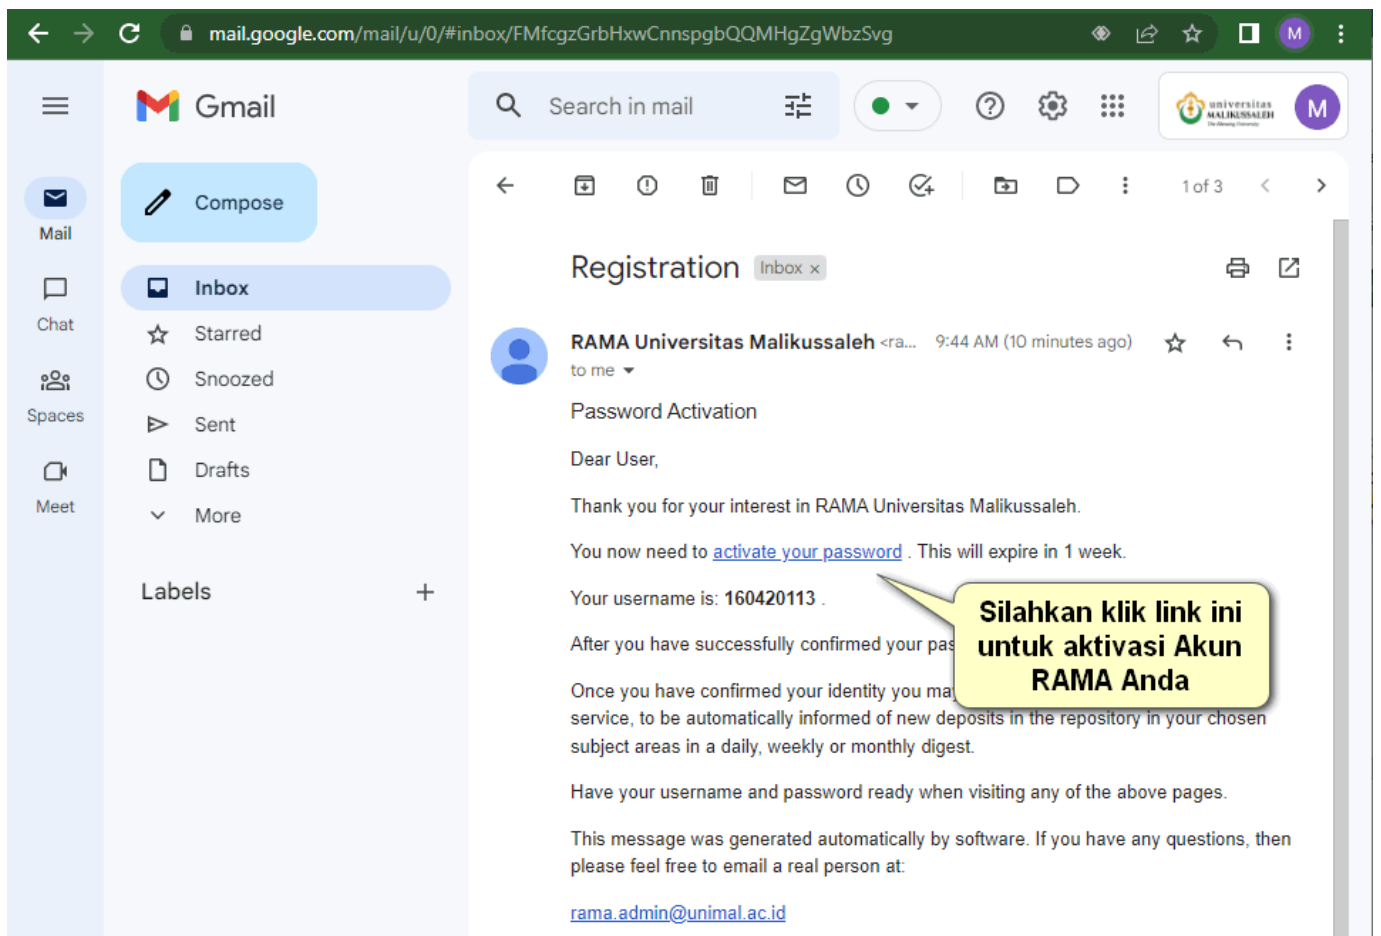 mail.google.com/mail/u/0/#inbox/FMfcgzGrbHxwCnnspgbQQMHgZgWbzSvg
M
Gmail
Search in mail
universitas
MALIKUSSALEH
M
Mail
Chat
Spaces
Meet
Compose
Inbox
Starred
Snoozed
Sent
Drafts
More
Labels
1 of 3
Registration Inbox x
RAMA Universitas Malikussaleh <ra... 9:44 AM (10 minutes ago)
to me
Password Activation
Dear User,
Thank you for your interest in RAMA Universitas Malikussaleh.
You now need to activate your password . This will expire in 1 week.
Your username is: 160420113 .
After you have successfully confirmed your pas
Once you have confirmed your identity you may
service, to be automatically informed of new deposits in the repository in your chosen
subject areas in a daily, weekly or monthly digest.
Have your username and password ready when visiting any of the above pages.
This message was generated automatically by software. If you have any questions, then
please feel free to email a real person at:
rama.admin@unimal.ac.id
Silahkan klik link ini
untuk aktivasi Akun
RAMA Anda